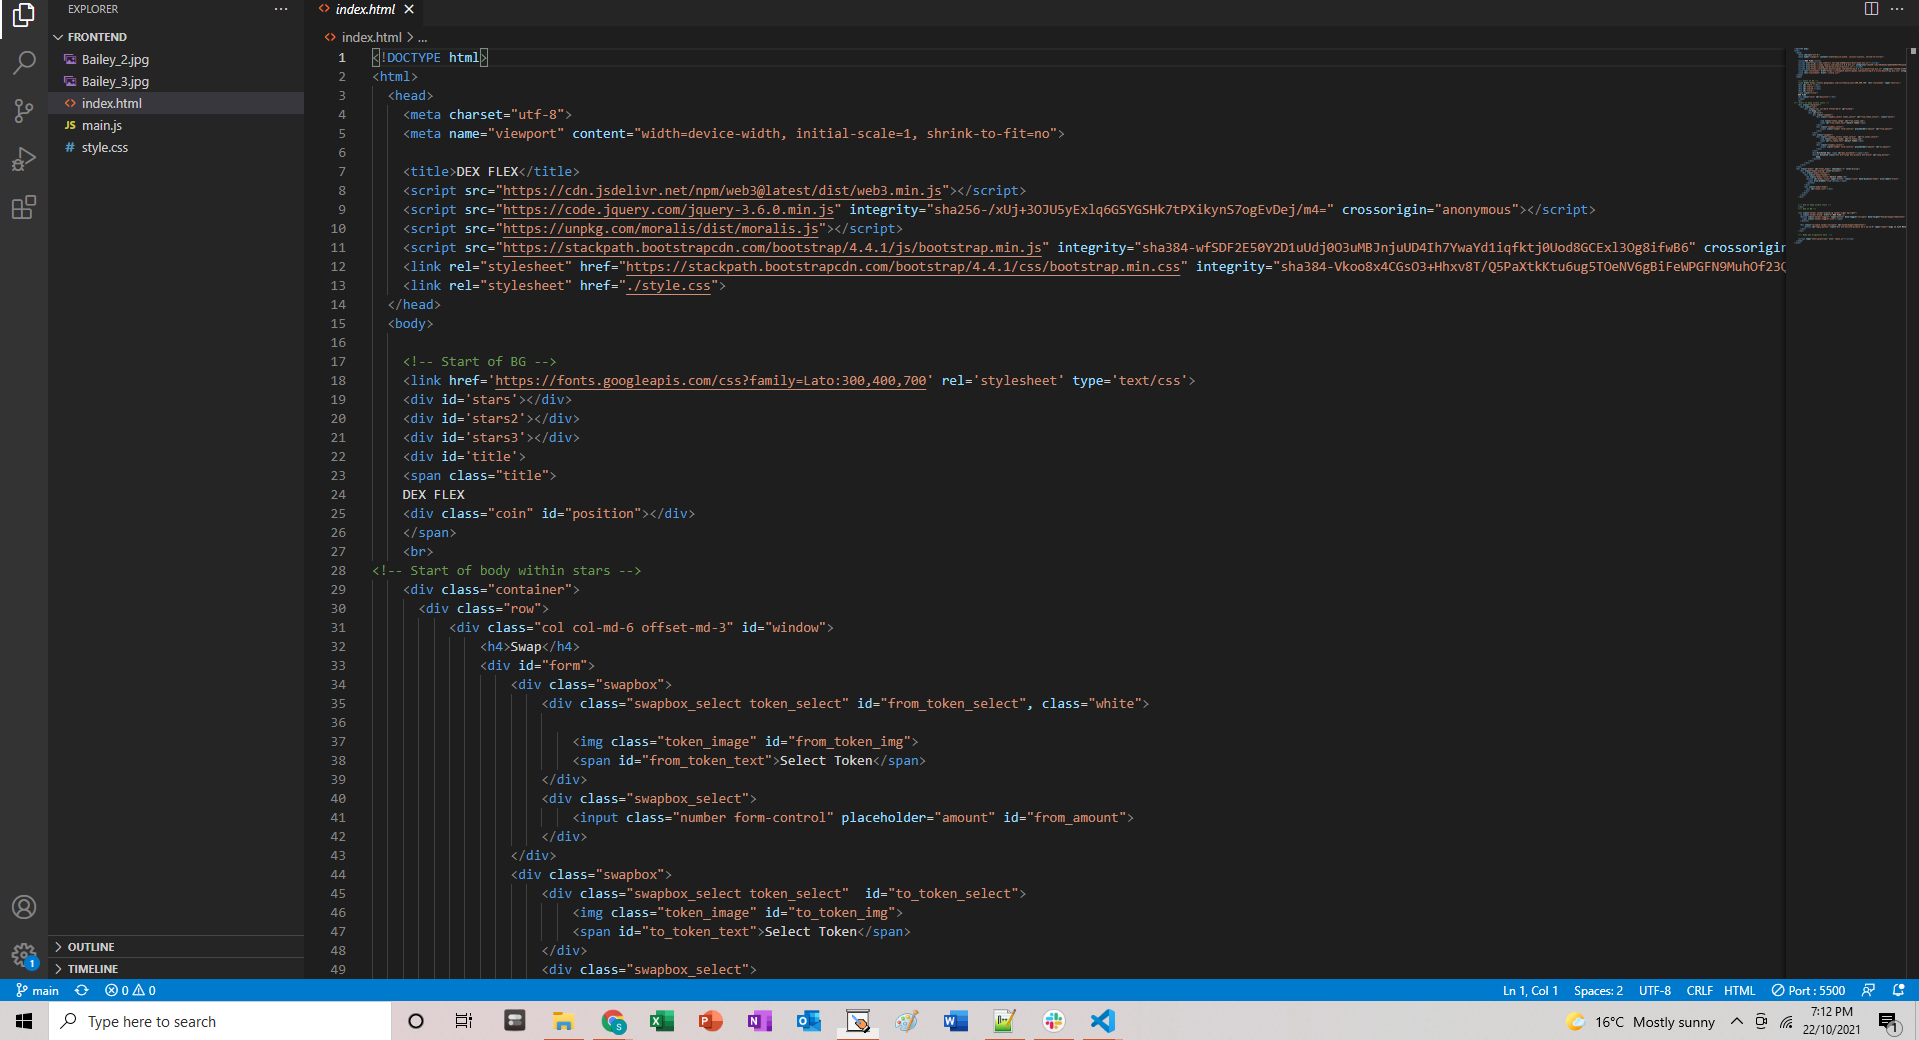 EXPLORER
FRONTEND
Bailey_2.jpg
Bailey_3.jpg
index.html
JS main.js
# style.css
OUTLINE
TIMELINE
index.html
index.html > ...
1 <!DOCTYPE html>
2 <html>
3 <head>
4 <meta charset="utf-8">
5 <meta name="viewport" content="width=device-width, initial-scale=1, shrink-to-fit=no">
6
7 <title>DEX FLEX</title>
8 <script src="https://cdn.jsdelivr.net/npm/web3@latest/dist/web3.min.js"></script>
9 <script src="https://code.jquery.com/jquery-3.6.0.min.js" integrity="sha256-/xUj+3OJU5yExlq6GSYGSHk7tPXikynS7ogEvDej/m4=" crossorigin="anonymous"></script>
10 <script src="https://unpkg.com/moralis/dist/moralis.js"></script>
11 <script src="https://stackpath.bootstrapcdn.com/bootstrap/4.4.1/js/bootstrap.min.js" integrity="sha384-wfSDF2E50Y2D1uUdj0O3uMBJnjuUD4Ih7YwaYd1iqfktj0Uod8GCExl3Og8ifwB6" crossorigin
12 <link rel="stylesheet" href="https://stackpath.bootstrapcdn.com/bootstrap/4.4.1/css/bootstrap.min.css" integrity="sha384-Vkoo8x4CGsO3+Hhxv8T/Q5PaXtkKtu6ug5TOeNV6gBiFeWPGFN9MuhOf23Q
13 <link rel="stylesheet" href="./style.css">
14 </head>
15 <body>
16
17 <!-- Start of BG -->
18 <link href='https://fonts.googleapis.com/css?family=Lato:300,400,700' rel='stylesheet' type='text/css'>
19 <div id='stars'></div>
20 <div id='stars2'></div>
21 <div id='stars3'></div>
22 <div id='title'>
23 <span class="title">
24 DEX FLEX
25 <div class="coin" id="position"></div>
26 </span>
27 <br>
28 <!-- Start of body within stars -->
29 <div class="container">
30 <div class="row">
31 <div class="col col-md-6 offset-md-3" id="window">
32 <h4>Swap</h4>
33 <div id="form">
34 <div class="swapbox">
35 <div class="swapbox_select token_select" id="from_token_select", class="white">
36
37 <img class="token_image" id="from_token_img">
38 <span id="from_token_text">Select Token</span>
39 </div>
40 <div class="swapbox_select">
41 <input class="number form-control" placeholder="amount" id="from_amount">
42 </div>
43 </div>
44 <div class="swapbox">
45 <div class="swapbox_select token_select"  id="to_token_select">
46 <img class="token_image" id="to_token_img">
47 <span id="to_token_text">Select Token</span>
48 </div>
49 <div class="swapbox_select">
1
main 0 0 Ln 1, Col 1 Spaces: 2 UTF-8 CRLF HTML Port : 5500
Type here to search
16°C Mostly sunny
7:12 PM
22/10/2021
1